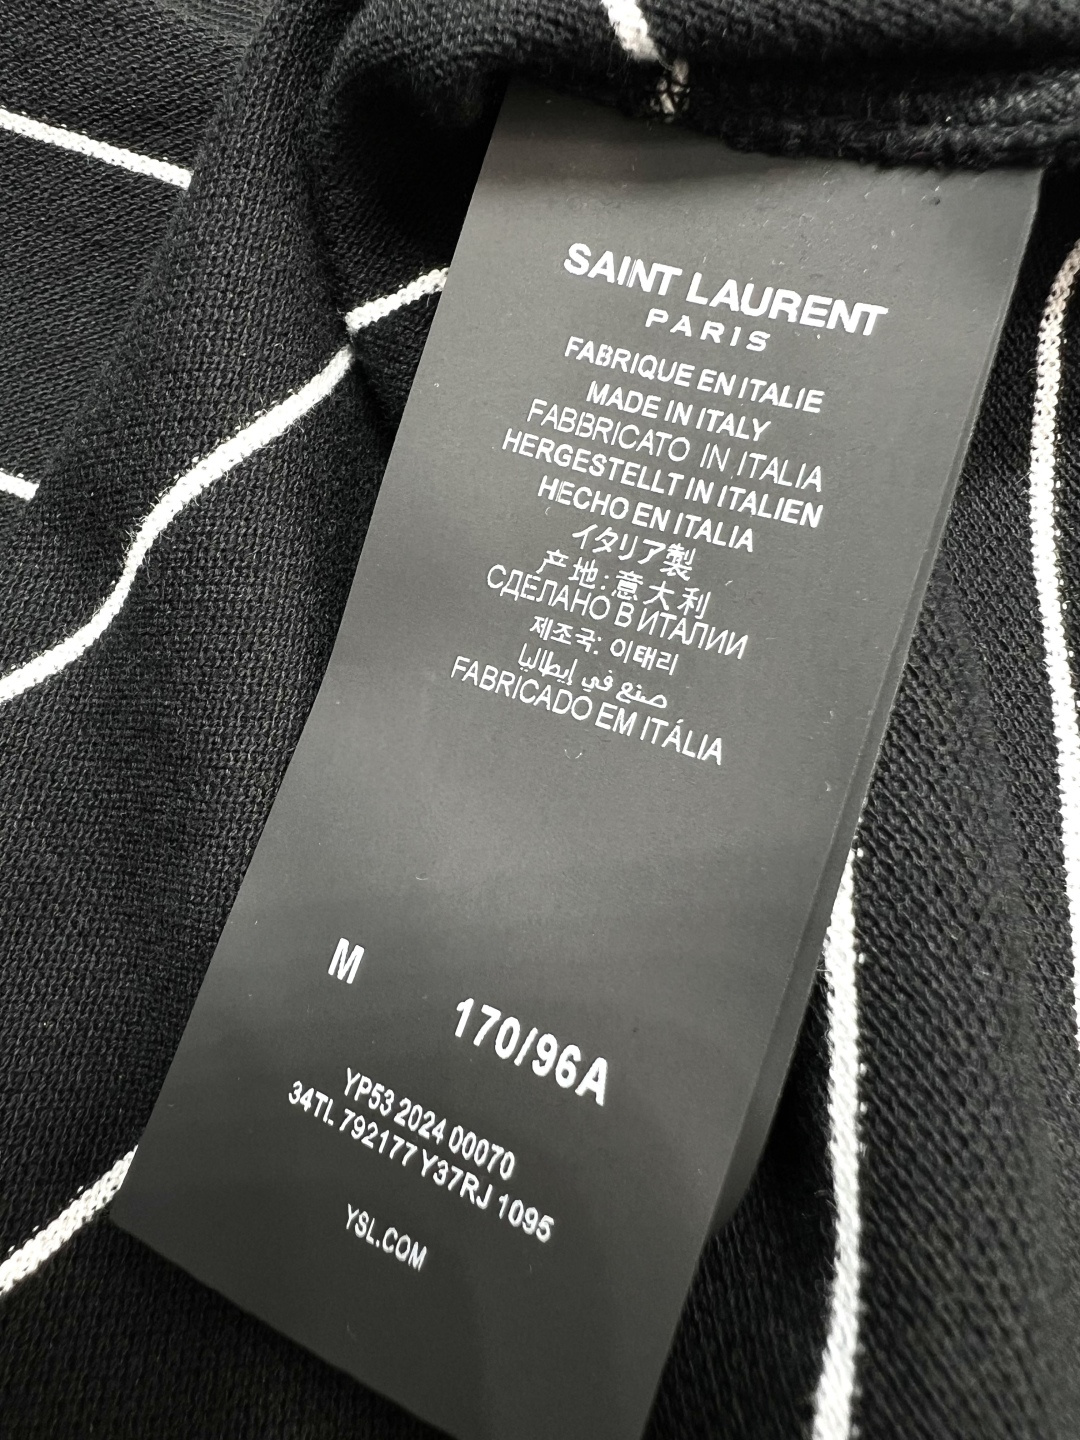 SAINT LAURENT
PARIS
FABRIQUE EN ITALIE
MADE IN ITALY
FABBRICATO IN ITALIA
HERGESTELLT IN ITALIEN
HECHO EN ITALIA
イタリア製
产地:意大利
СДЕЛАНО В ИТАЛИИ
제조국: 이태리
صنع في إيطاليا
FABRICADO EM ITÁLIA
M
170/96A
YP53 2024 00070
34TI. 792177 Y37RJ 1095
YSL.COM